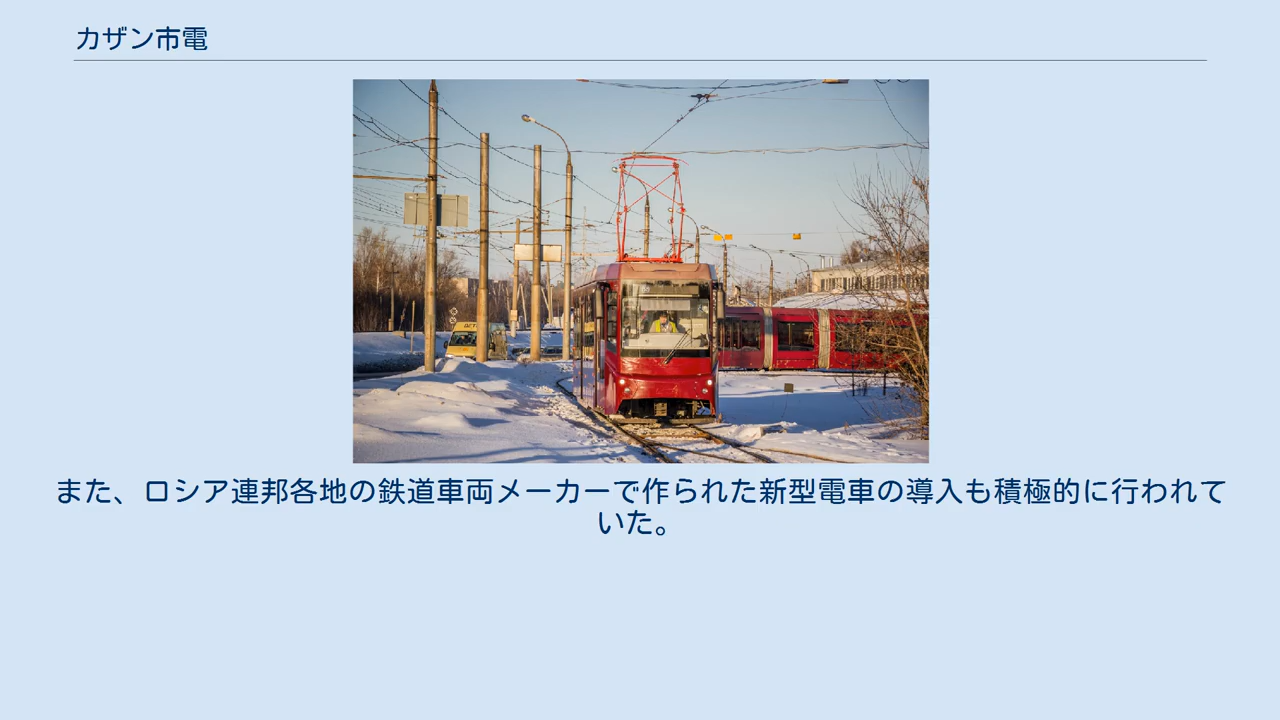 カザン市電
また、ロシア連邦各地の鉄道車両メーカーで作られた新型電車の導入も積極的に行われて
いた。